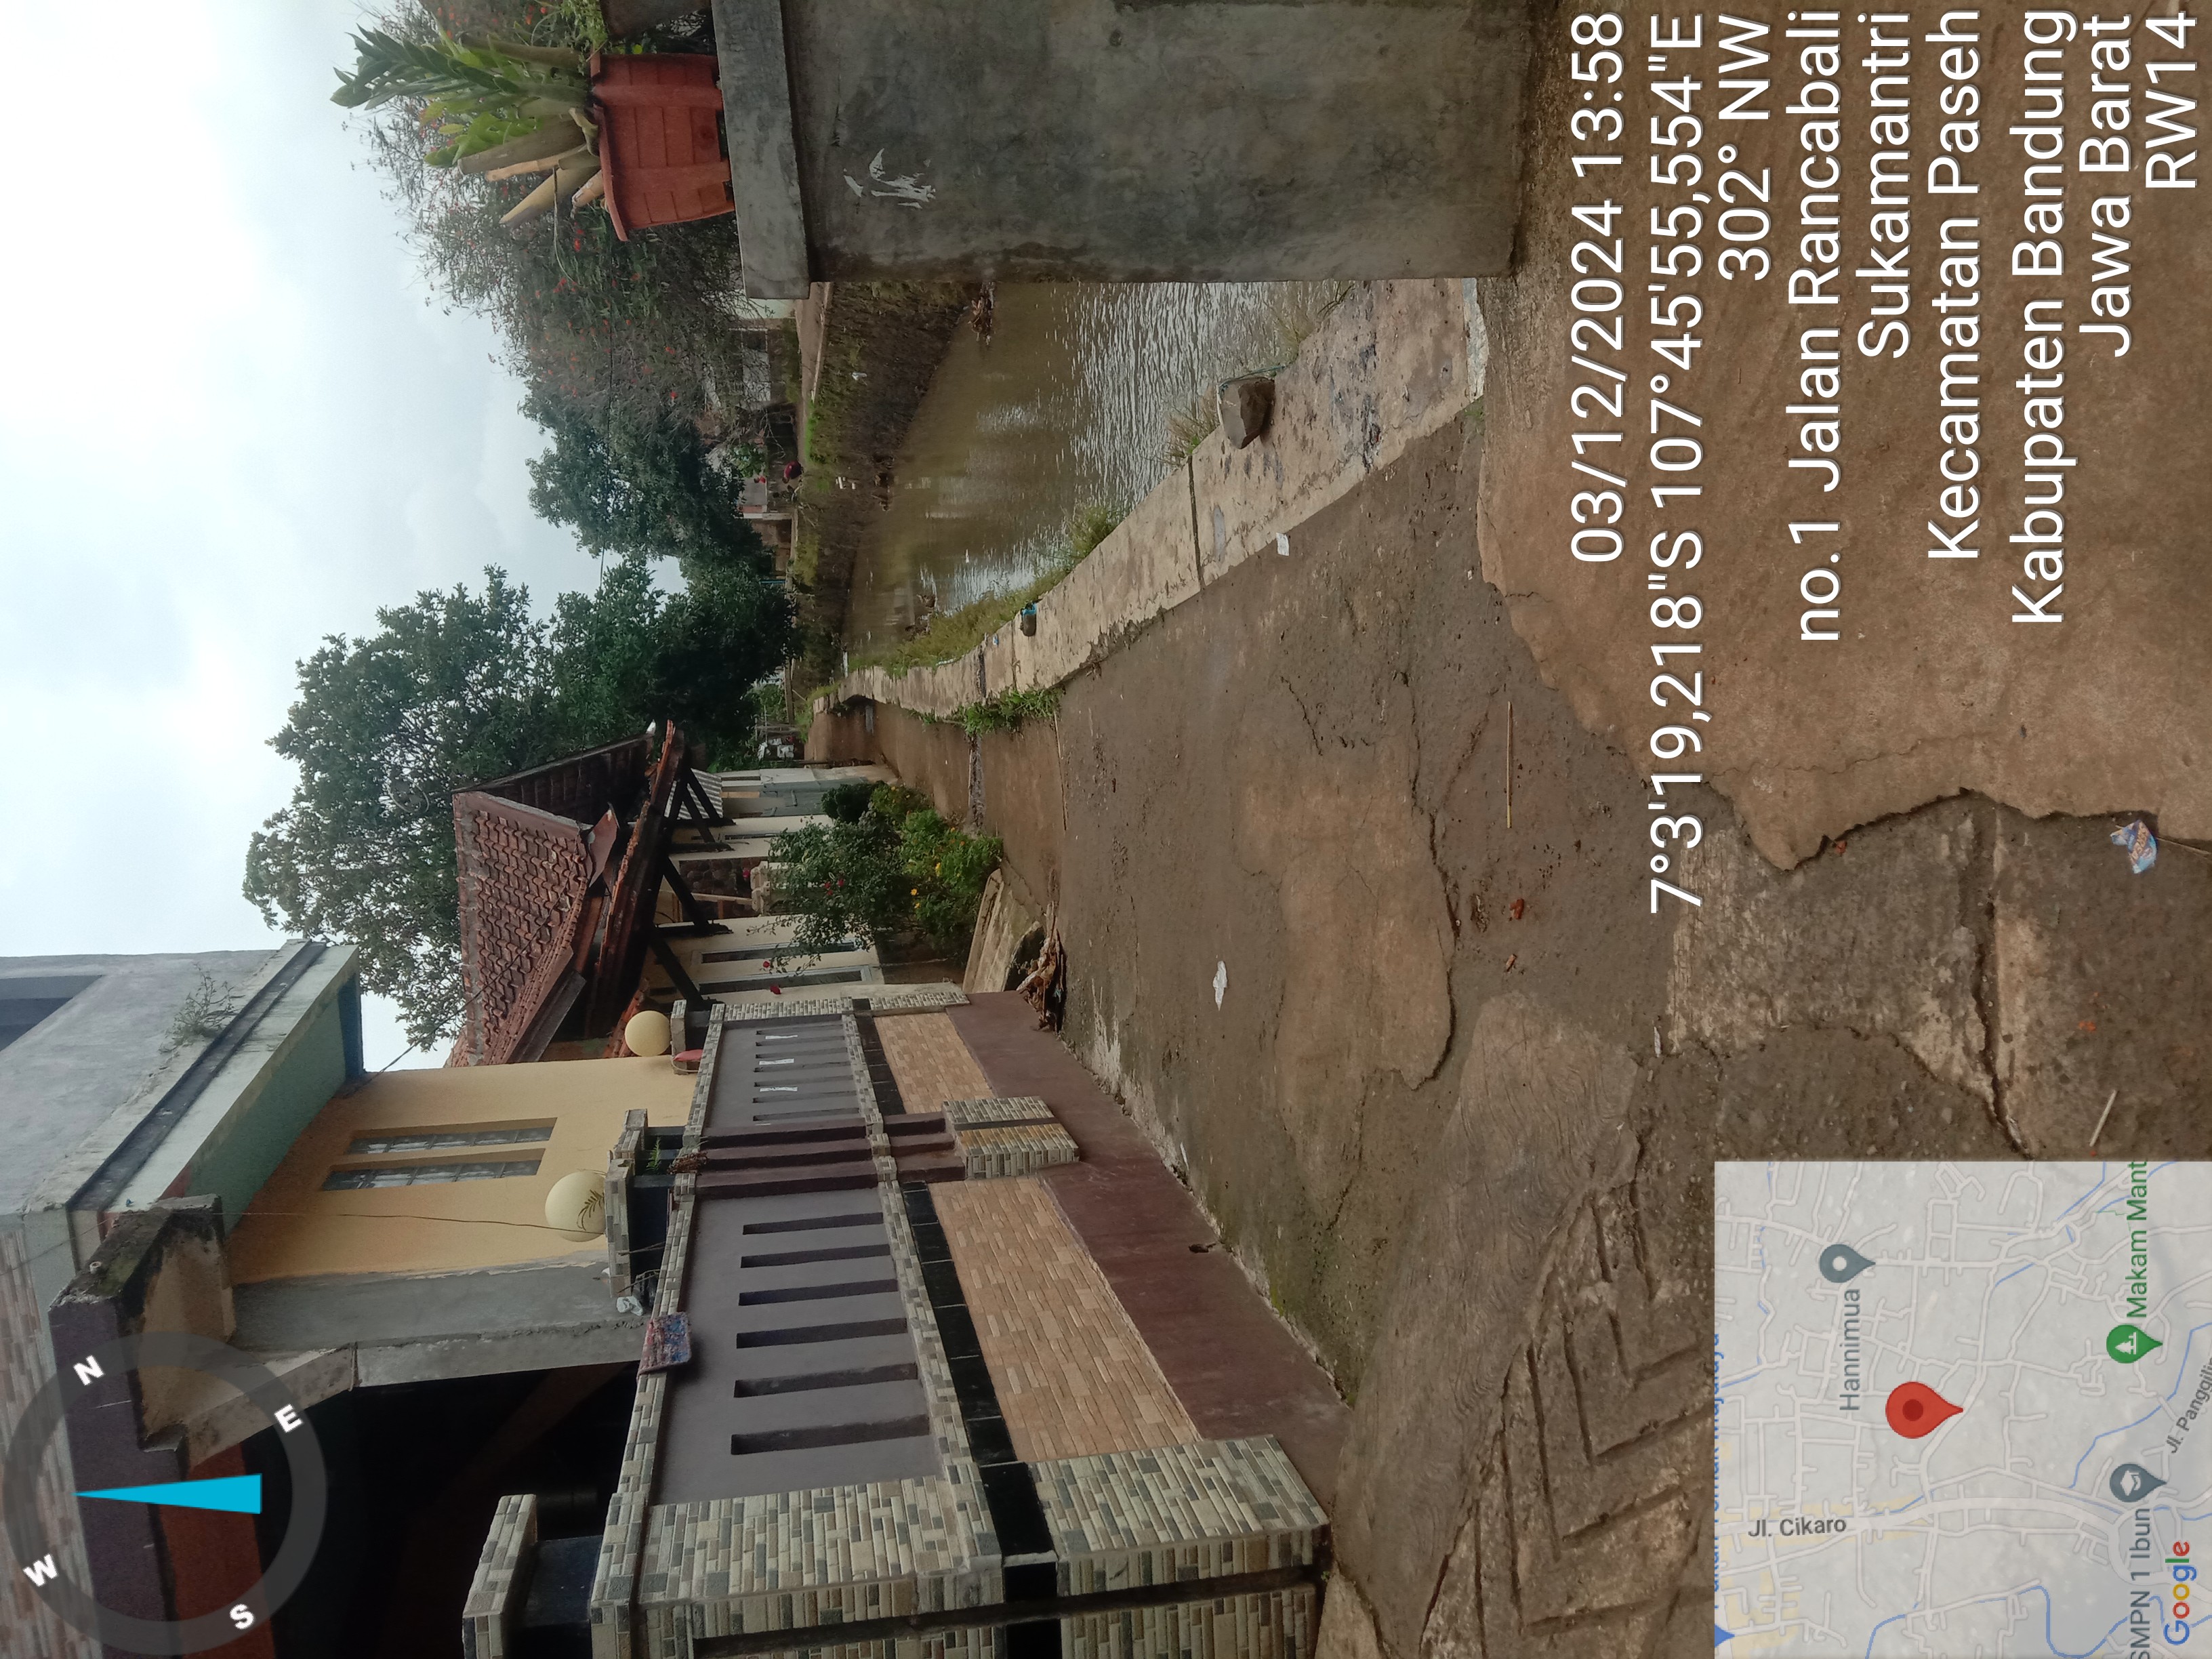 W
N
S
E
03/12/2024 13:58
7°3'19,218"S 107°45'55,554"E
302° NW
no.1 Jalan Rancabali
Sukamantri
Kecamatan Paseh
Kabupaten Bandung
Jawa Barat
RW14
Jl. Cikaro
Hannimua
SMPN 1 Ibun
Makam Mant
Google